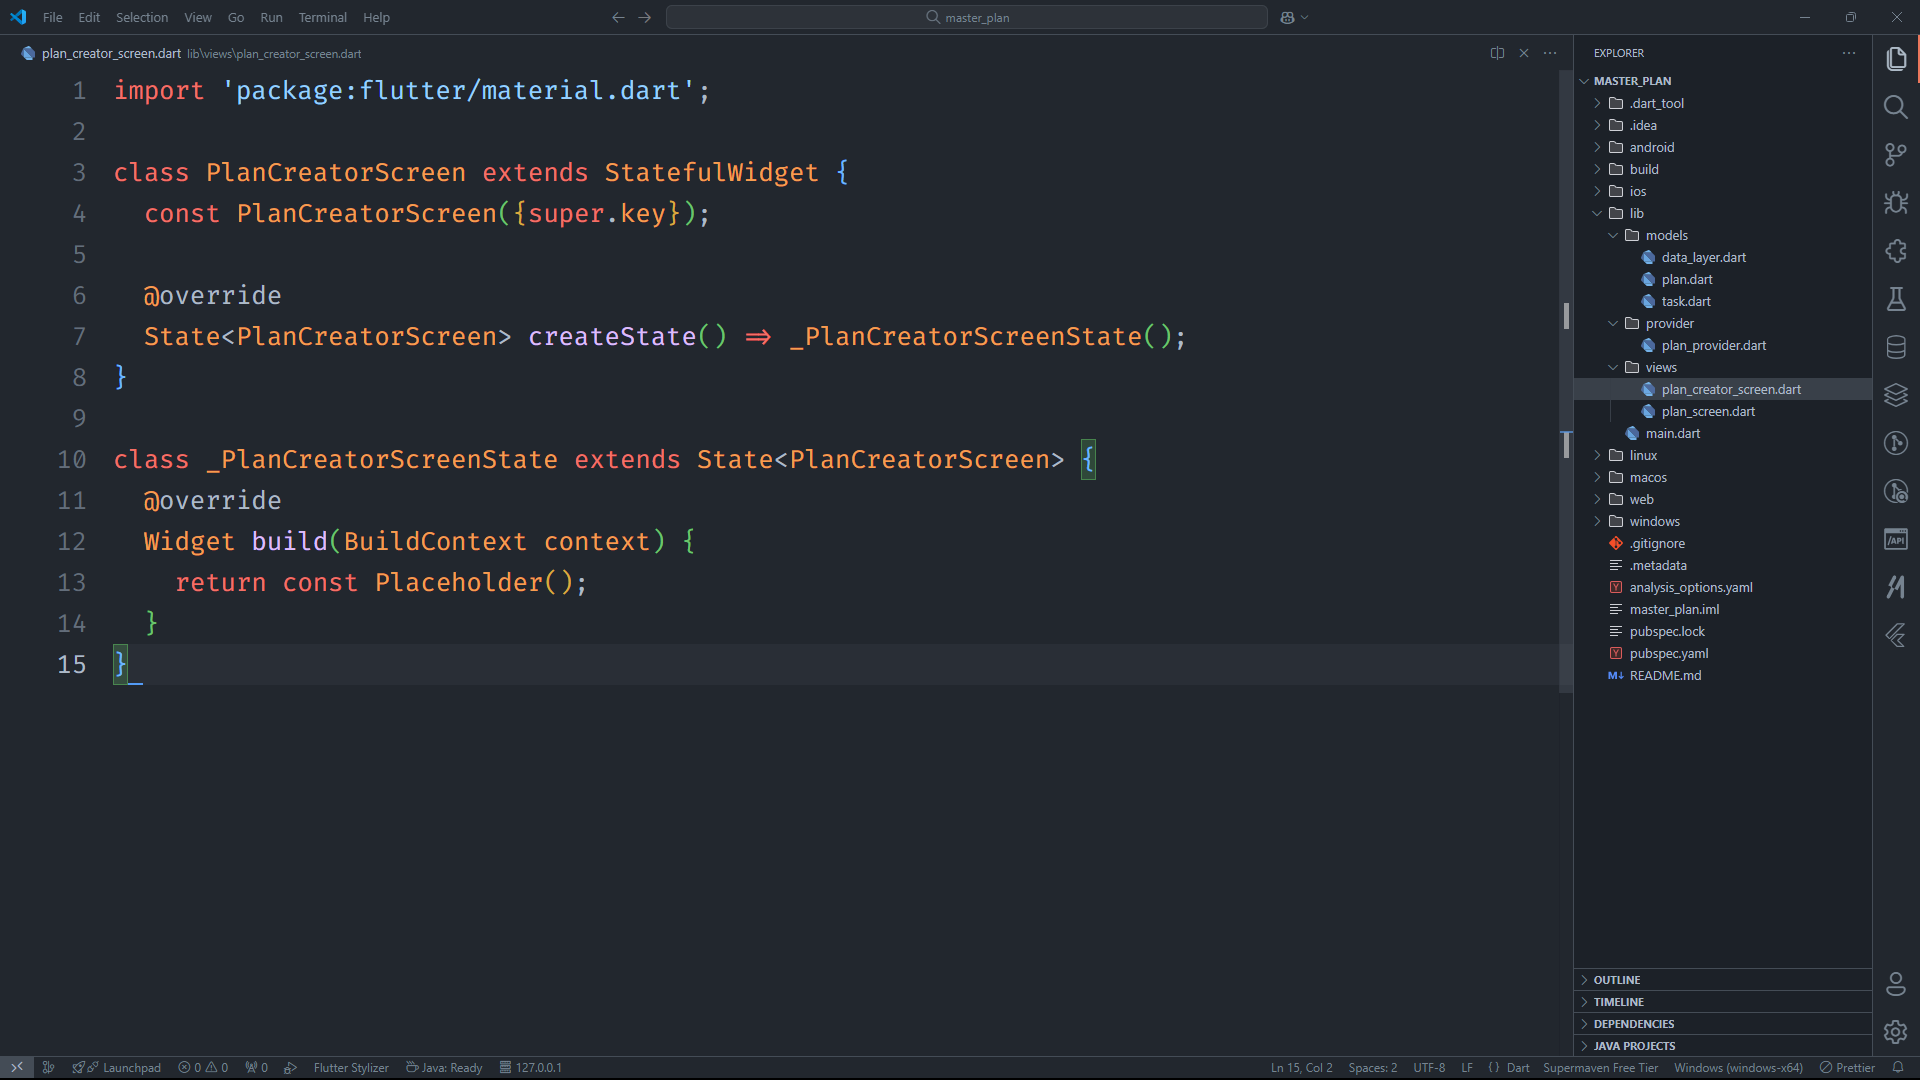 File Edit Selection View Go Run Terminal Help
master_plan
plan_creator_screen.dart lib\views\plan_creator_screen.dart
1 import 'package:flutter/material.dart';
2
3 class PlanCreatorScreen extends StatefulWidget {
4 const PlanCreatorScreen({super.key});
5
6 @override
7 State<PlanCreatorScreen> createState() => _PlanCreatorScreenState();
8 }
9
10 class _PlanCreatorScreenState extends State<PlanCreatorScreen> {
11 @override
12 Widget build(BuildContext context) {
13 return const Placeholder();
14 }
15 }
EXPLORER
MASTER_PLAN
.dart_tool
.idea
android
build
ios
lib
models
data_layer.dart
plan.dart
task.dart
provider
plan_provider.dart
views
plan_creator_screen.dart
plan_screen.dart
main.dart
linux
macos
web
windows
.gitignore
.metadata
Y analysis_options.yaml
master_plan.iml
pubspec.lock
Y pubspec.yaml
M↓ README.md
OUTLINE
TIMELINE
DEPENDENCIES
JAVA PROJECTS
/API
Launchpad 0 0 0 Flutter Stylizer Java: Ready 127.0.0.1
Ln 15, Col 2 Spaces: 2 UTF-8 LF {} Dart Supermaven Free Tier Windows (windows-x64) Prettier